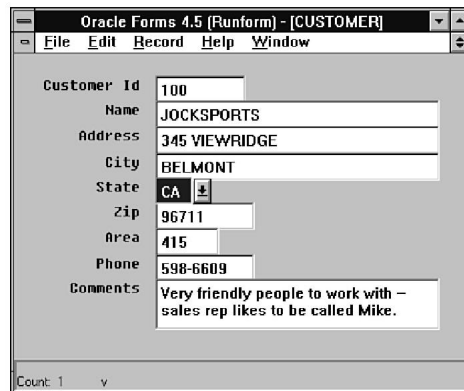 Oracle Forms 4.5 (Runform) - [CUSTOMER]
File Edit Record Help Window
Customer Id 100
Name JOCKSPORTS
Address 345 VIEWRIDGE
City BELMONT
State CA
Zip 96711
Area 415
Phone 598-6609
Comments Very friendly people to work with –
sales rep likes to be called Mike.
Count: 1 v